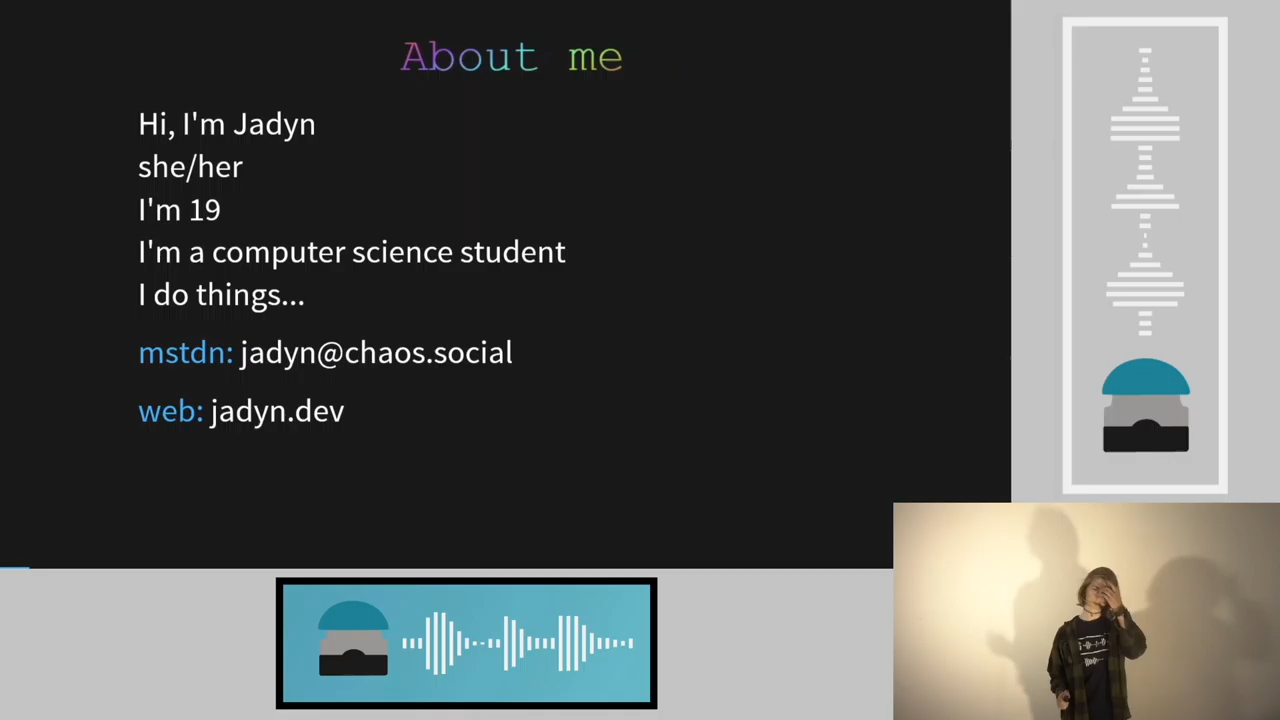 About me
Hi, I'm Jadyn
she/her
I'm 19
I'm a computer science student
I do things...
mstdn: jadyn@chaos.social
web: jadyn.dev